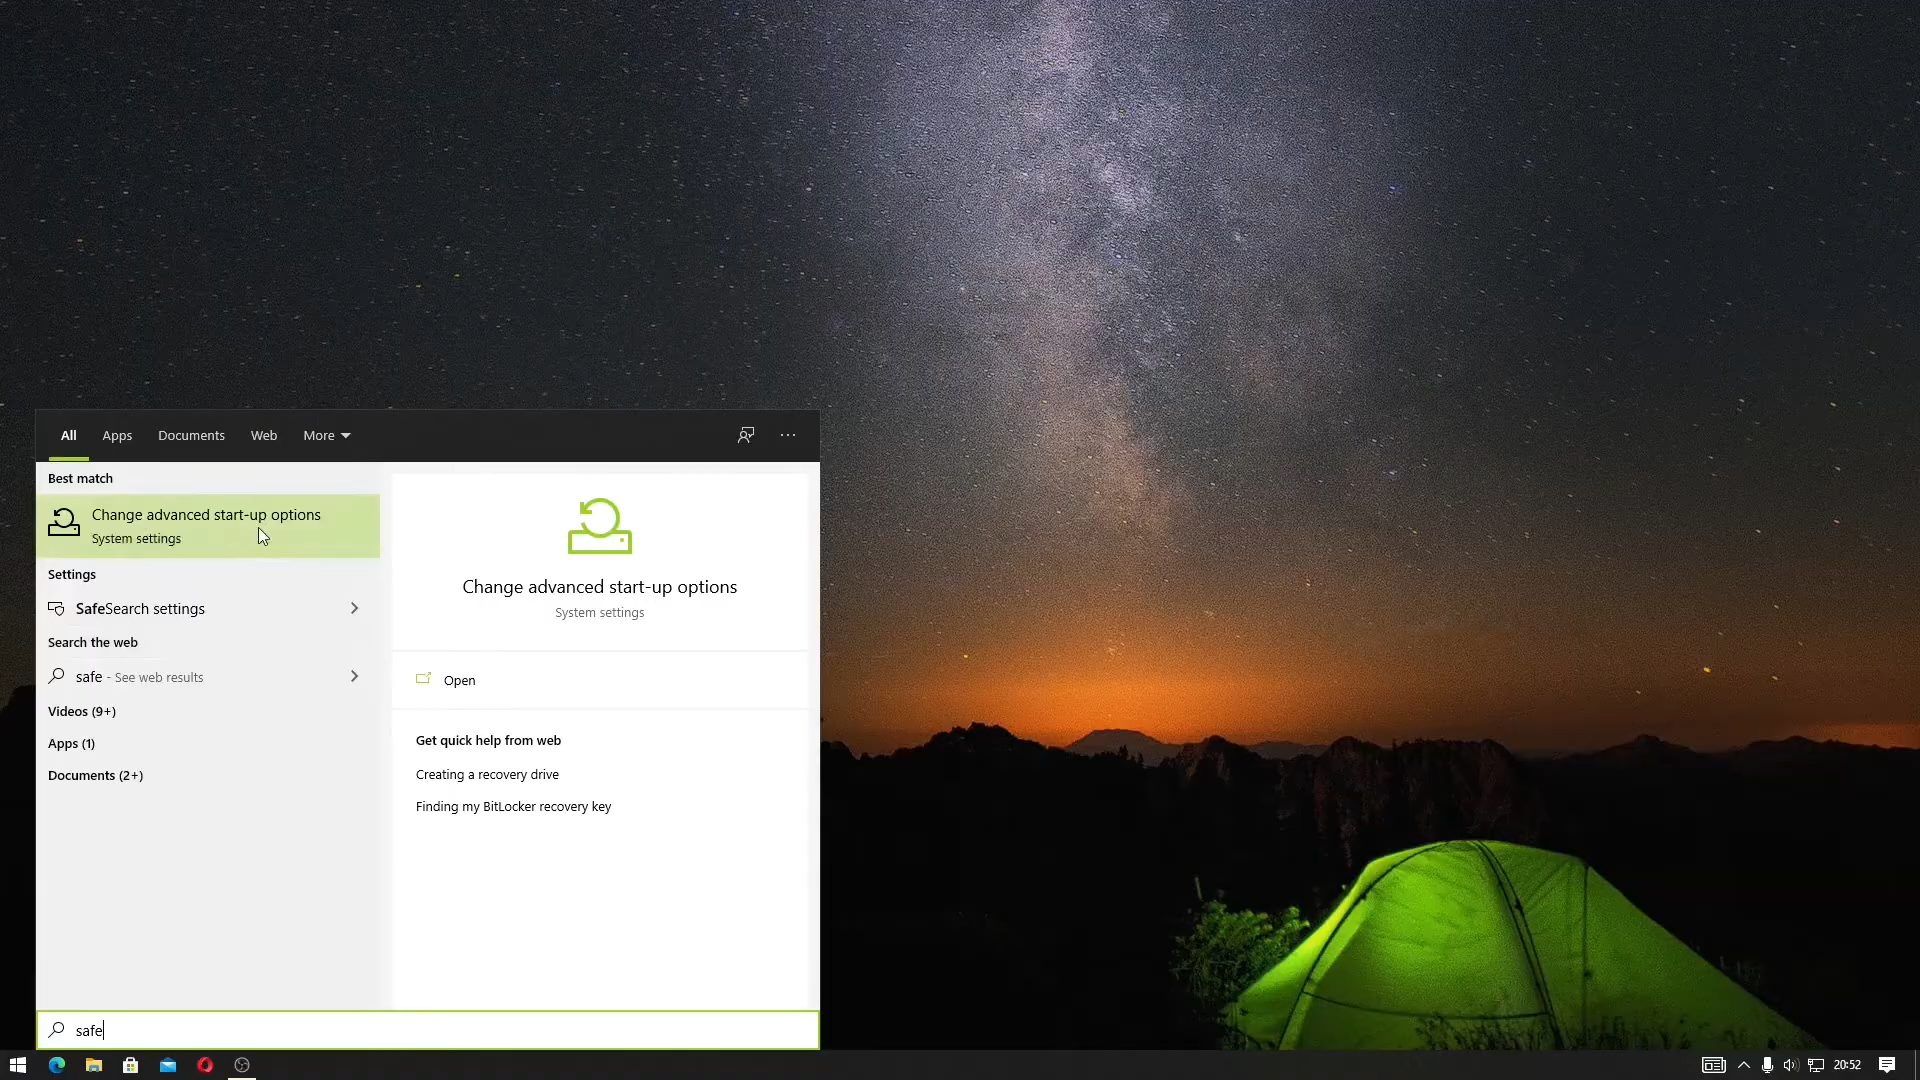 All
Apps
Documents
Web
More
Best match
Change advanced start-up options
System settings
Settings
SafeSearch settings
Search the web
safe - See web results
Videos (9+)
Apps (1)
Documents (2+)
Change advanced start-up options
System settings
Open
Get quick help from web
Creating a recovery drive
Finding my BitLocker recovery key
safe
20:52